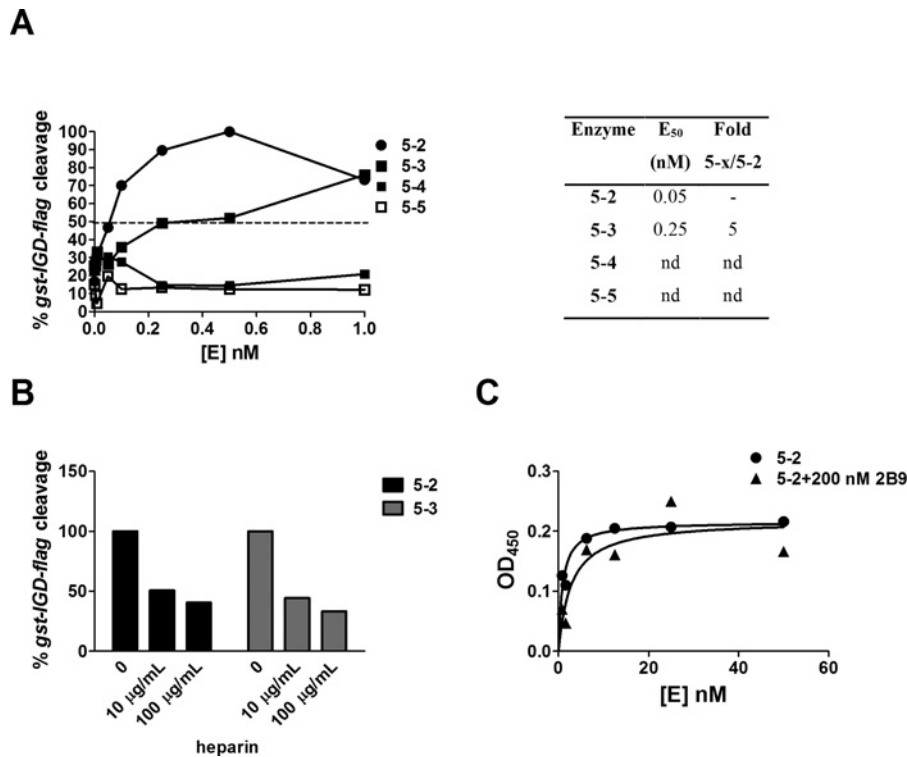 A
% gst-IGD-flag cleavage
100
90
80
70
60
50
40
30
20
10
0
0.0 0.2 0.4 0.6 0.8 1.0
[E] nM
5-2
5-3
5-4
5-5
Enzyme E50 Fold
(nM) 5-x/5-2
5-2 0.05 -
5-3 0.25 5
5-4 nd nd
5-5 nd nd
B
% gst-IGD-flag cleavage
150
100
50
0
0 10 μg/mL 100 μg/mL 0 10 μg/mL 100 μg/mL
heparin
5-2
5-3
C
5-2
5-2+200 nM 2B9
OD450
0.3
0.2
0.1
0.0
0 20 40 60
[E] nM